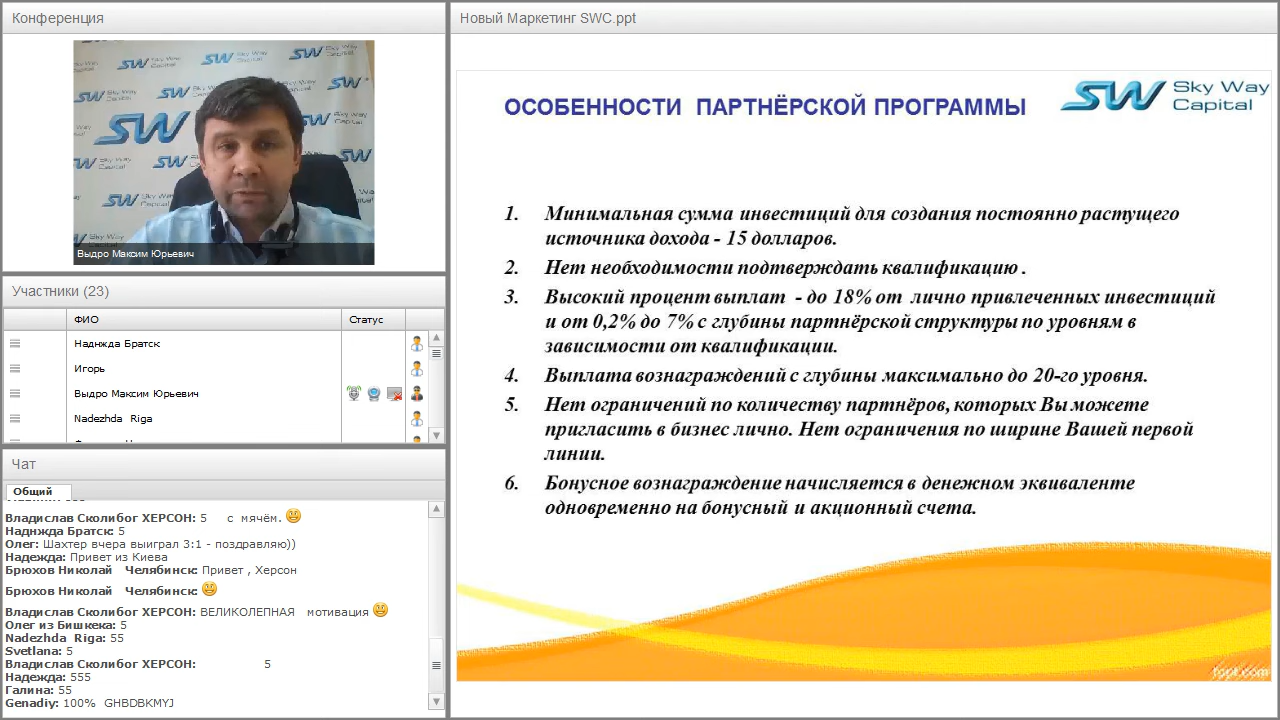 Конференция
SW
Sky Way
Capital
Выдро Максим Юрьевич
Участники (23)
ФИО
Статус
Наднжда Братск
Игорь
Выдро Максим Юрьевич
Nadezhda Riga
Чат
Общий
Владислав Сколибог ХЕРСОН: 5 с мячём.
Наднжда Братск: 5
Олег: Шахтер вчера выиграл 3:1 - поздравляю))
Надежда: Привет из Киева
Брюхов Николай Челябинск: Привет , Херсон
Брюхов Николай Челябинск:
Владислав Сколибог ХЕРСОН: ВЕЛИКОЛЕПНАЯ мотивация
Олег из Бишкека: 5
Nadezhda Riga: 55
Svetlana: 5
Владислав Сколибог ХЕРСОН: 5
Надежда: 555
Галина: 55
Genadiy: 100% GHBDBKMYJ
Новый Маркетинг SWC.ppt
ОСОБЕННОСТИ ПАРТНЁРСКОЙ ПРОГРАММЫ
SW Sky Way
Capital
1. Минимальная сумма инвестиций для создания постоянно растущего
источника дохода - 15 долларов.
2. Нет необходимости подтверждать квалификацию .
3. Высокий процент выплат - до 18% от лично привлеченных инвестиций
и от 0,2% до 7% с глубины партнёрской структуры по уровням в
зависимости от квалификации.
4. Выплата вознаграждений с глубины максимально до 20-го уровня.
5. Нет ограничений по количеству партнёров, которых Вы можете
пригласить в бизнес лично. Нет ограничения по ширине Вашей первой
линии.
6. Бонусное вознаграждение начисляется в денежном эквиваленте
одновременно на бонусный и акционный счета.
fppt.com